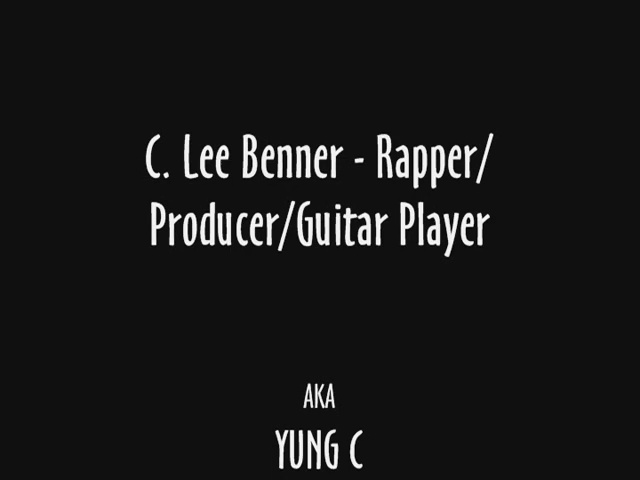 C. Lee Benner - Rapper/
Producer/Guitar Player
AKA
YUNG C